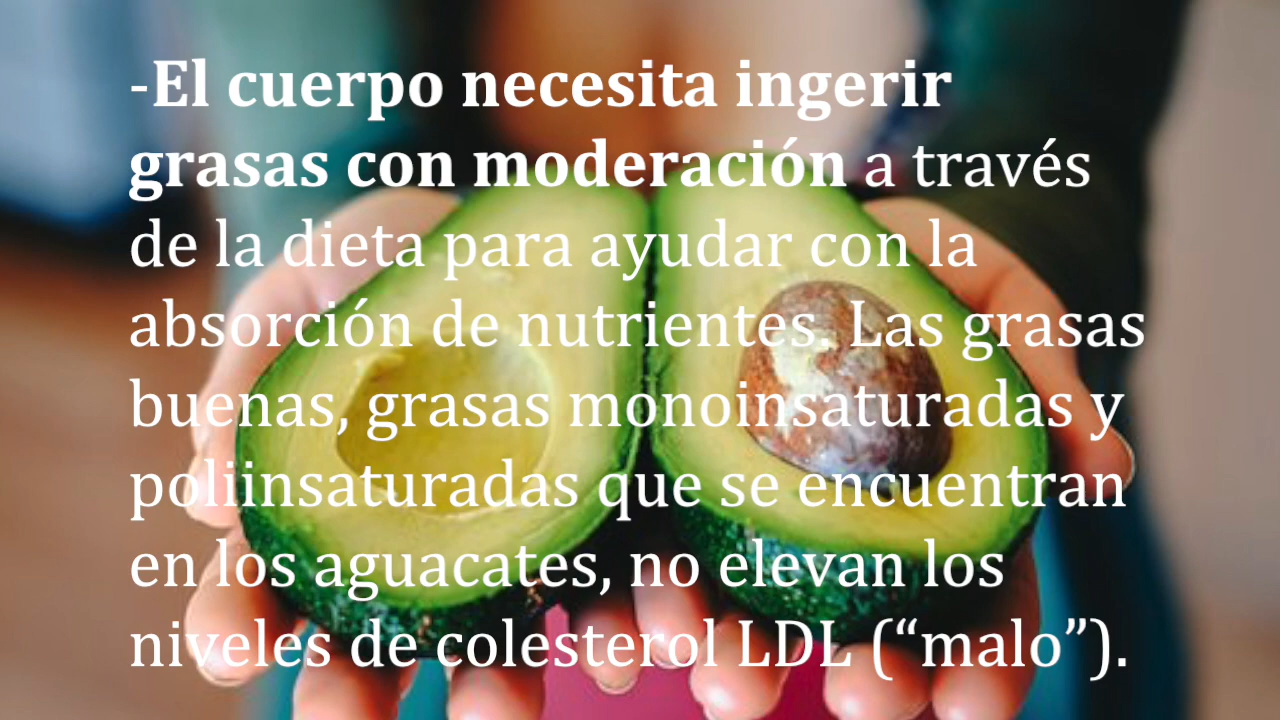 -El cuerpo necesita ingerir
grasas con moderación a través
de la dieta para ayudar con la
absorción de nutrientes. Las grasas
buenas, grasas monoinsaturadas y
poliinsaturadas que se encuentran
en los aguacates, no elevan los
niveles de colesterol LDL (“malo”).